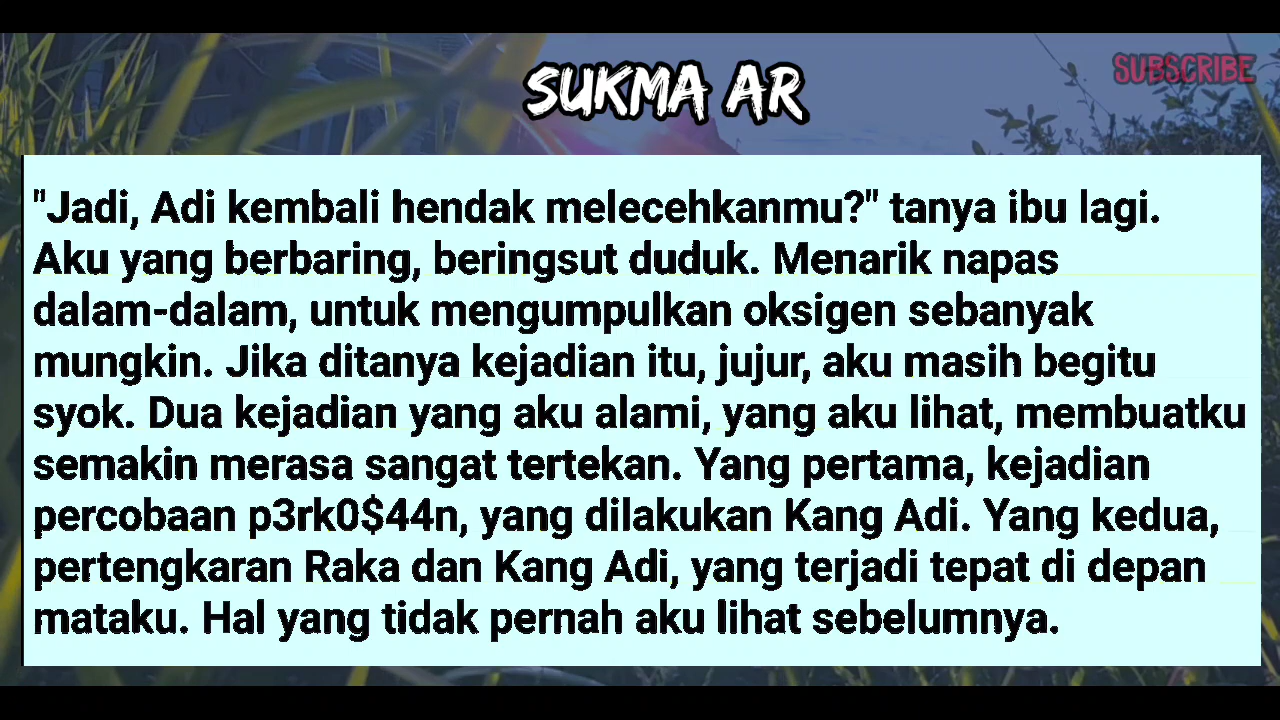 SUKMA AR
SUBSCRIBE
"Jadi, Adi kembali hendak melecehkanmu?" tanya ibu lagi.
Aku yang berbaring, beringsut duduk. Menarik napas
dalam-dalam, untuk mengumpulkan oksigen sebanyak
mungkin. Jika ditanya kejadian itu, jujur, aku masih begitu
syok. Dua kejadian yang aku alami, yang aku lihat, membuatku
semakin merasa sangat tertekan. Yang pertama, kejadian
percobaan p3rk0$44n, yang dilakukan Kang Adi. Yang kedua,
pertengkaran Raka dan Kang Adi, yang terjadi tepat di depan
mataku. Hal yang tidak pernah aku lihat sebelumnya.